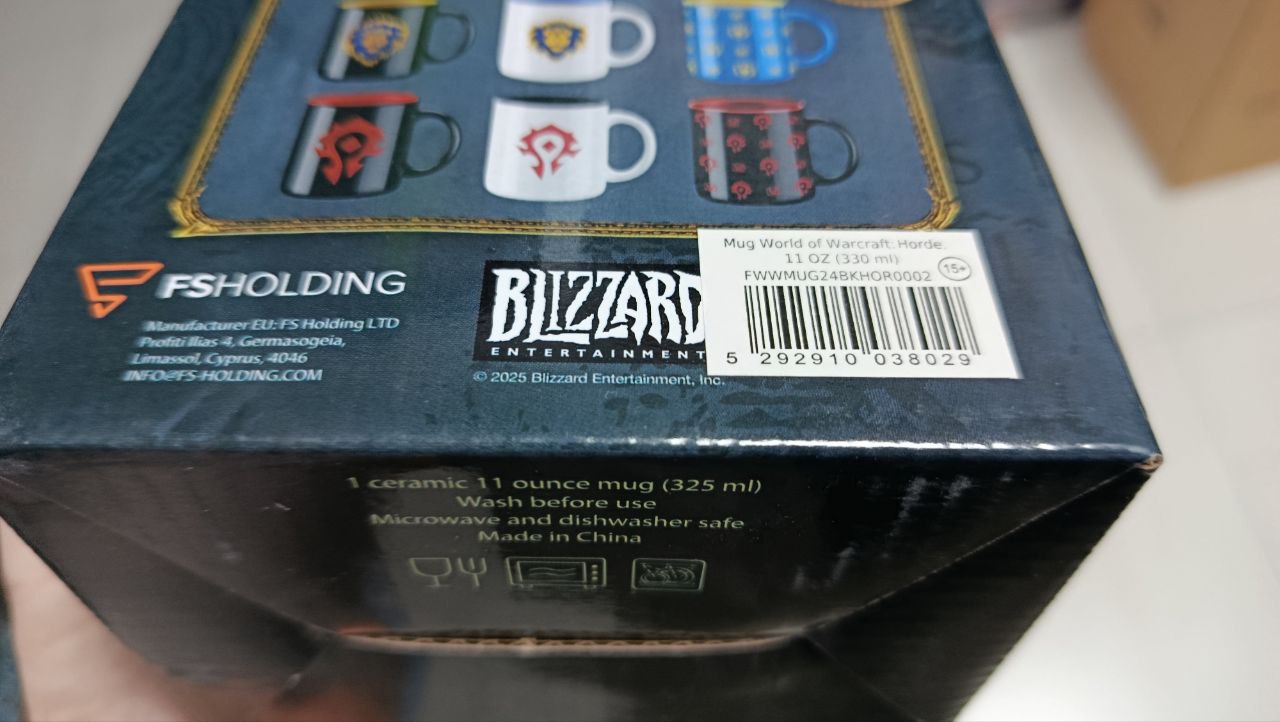 FSHOLDING
Manufacturer EU: FS Holding LTD
Profiti Ilias 4, Germasogeia,
Limassol, Cyprus, 4046
INFO@FS-HOLDING.COM
BLIZZARD
ENTERTAINMENT
© 2025 Blizzard Entertainment, Inc.
Mug World of Warcraft: Horde.
11 OZ (330 ml)
FWWMUG24BKHOR0002 15+
5 292910 038029
1 ceramic 11 ounce mug (325 ml)
Wash before use
Microwave and dishwasher safe
Made in China